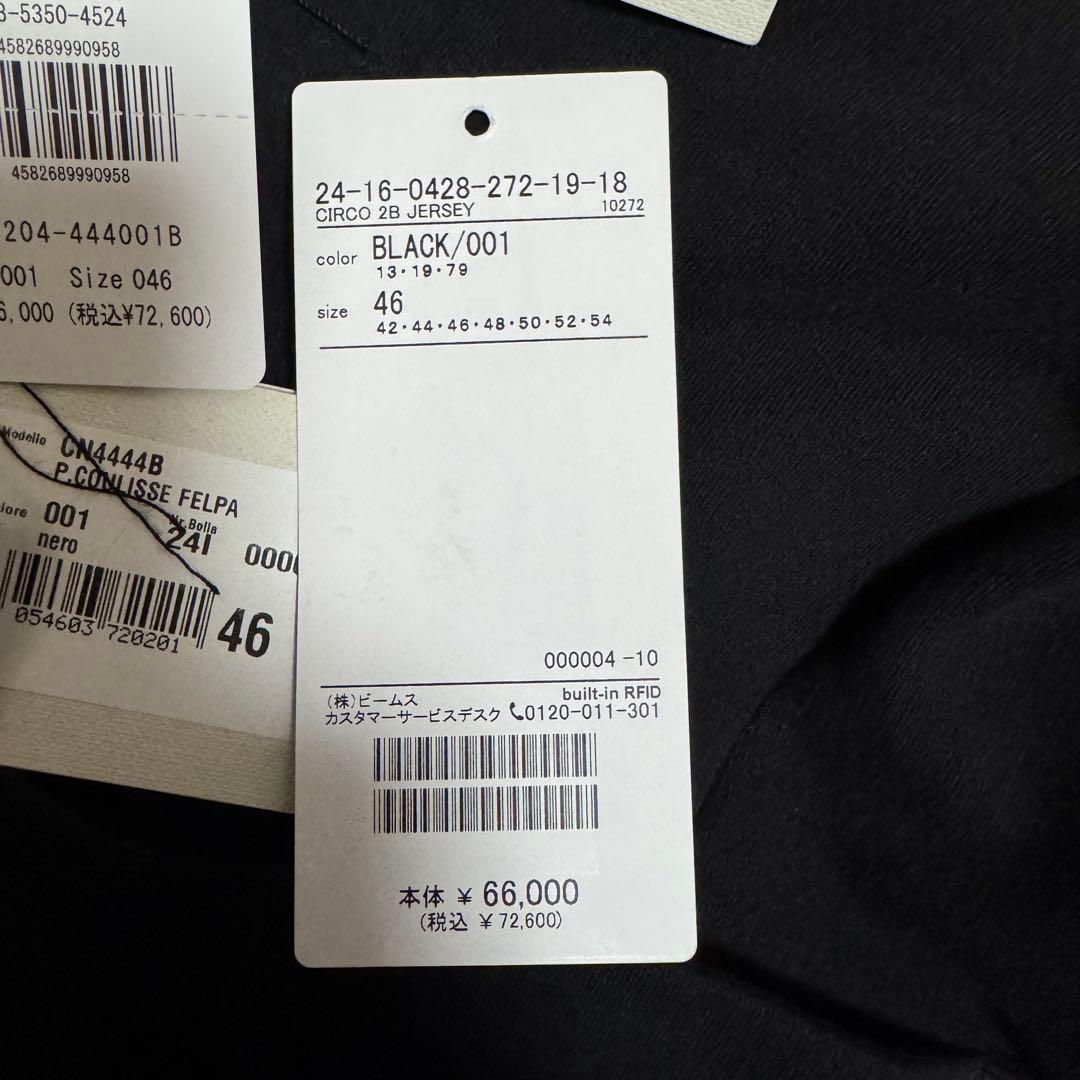 3-5350-4524
4582689990958
4582689990958
204-444001B
001 Size 046
6,000 (税込¥72,600)
Modello CN4444B
P.COULISSE FELPA
001
nero
Nr.Bolla
24I 000
054603 720201
46
24-16-0428-272-19-18
CIRCO 2B JERSEY 10272
color BLACK/001
13・19・79
size 46
42・44・46・48・50・52・54
000004 -10
(株)ビームス built-in RFID
カスタマーサービスデスク 0120-011-301
本体 ¥ 66,000
(税込 ¥ 72,600)